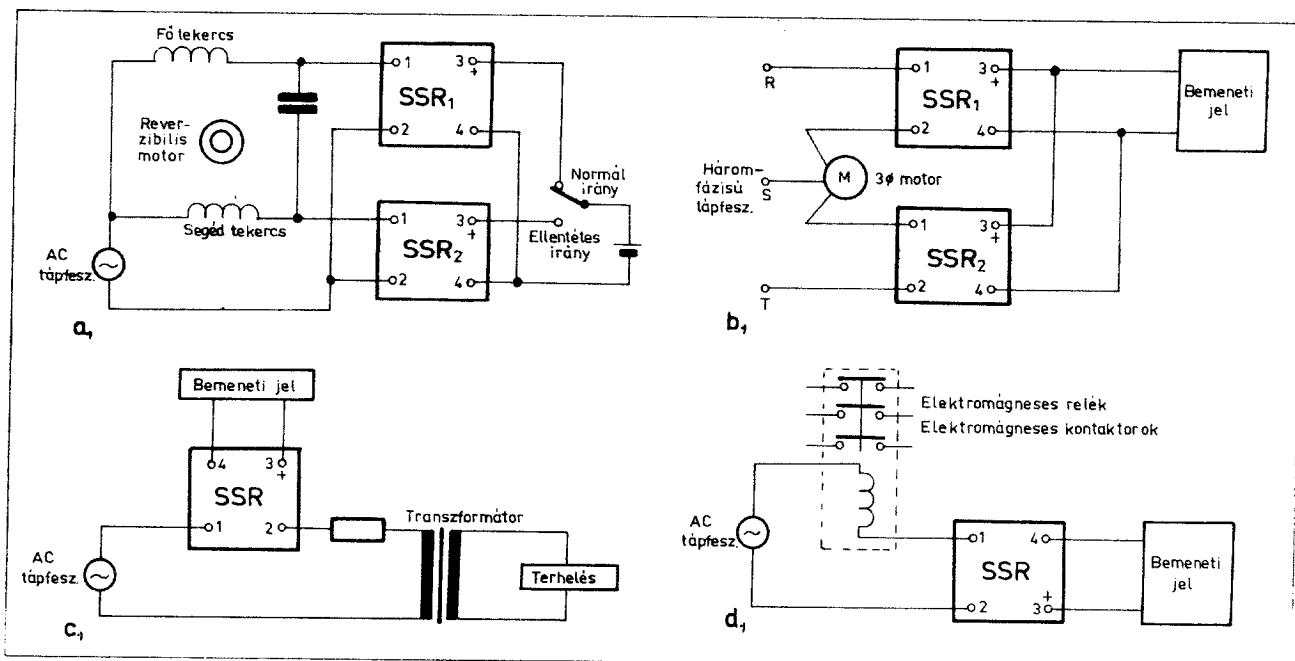 Fő tekercs
Rever-
zibilis
motor
Segéd tekercs
AC
tápfesz.
1
3
+
SSR₁
2
4
1
3
+
SSR₂
2
4
Normál
irány
Ellentétes
irány
a,
R
Három-
fázisú
tápfesz.
S
T
M
3ø motor
1
3
+
SSR₁
2
4
1
3
+
SSR₂
2
4
Bemeneti
jel
b,
Bemeneti jel
4
3
+
SSR
1
2
AC
tápfesz.
Transzformátor
Terhelés
c,
Elektromágneses relék
Elektromágneses kontaktorok
AC
tápfesz.
1
4
SSR
+
2
3
Bemeneti
jel
d,